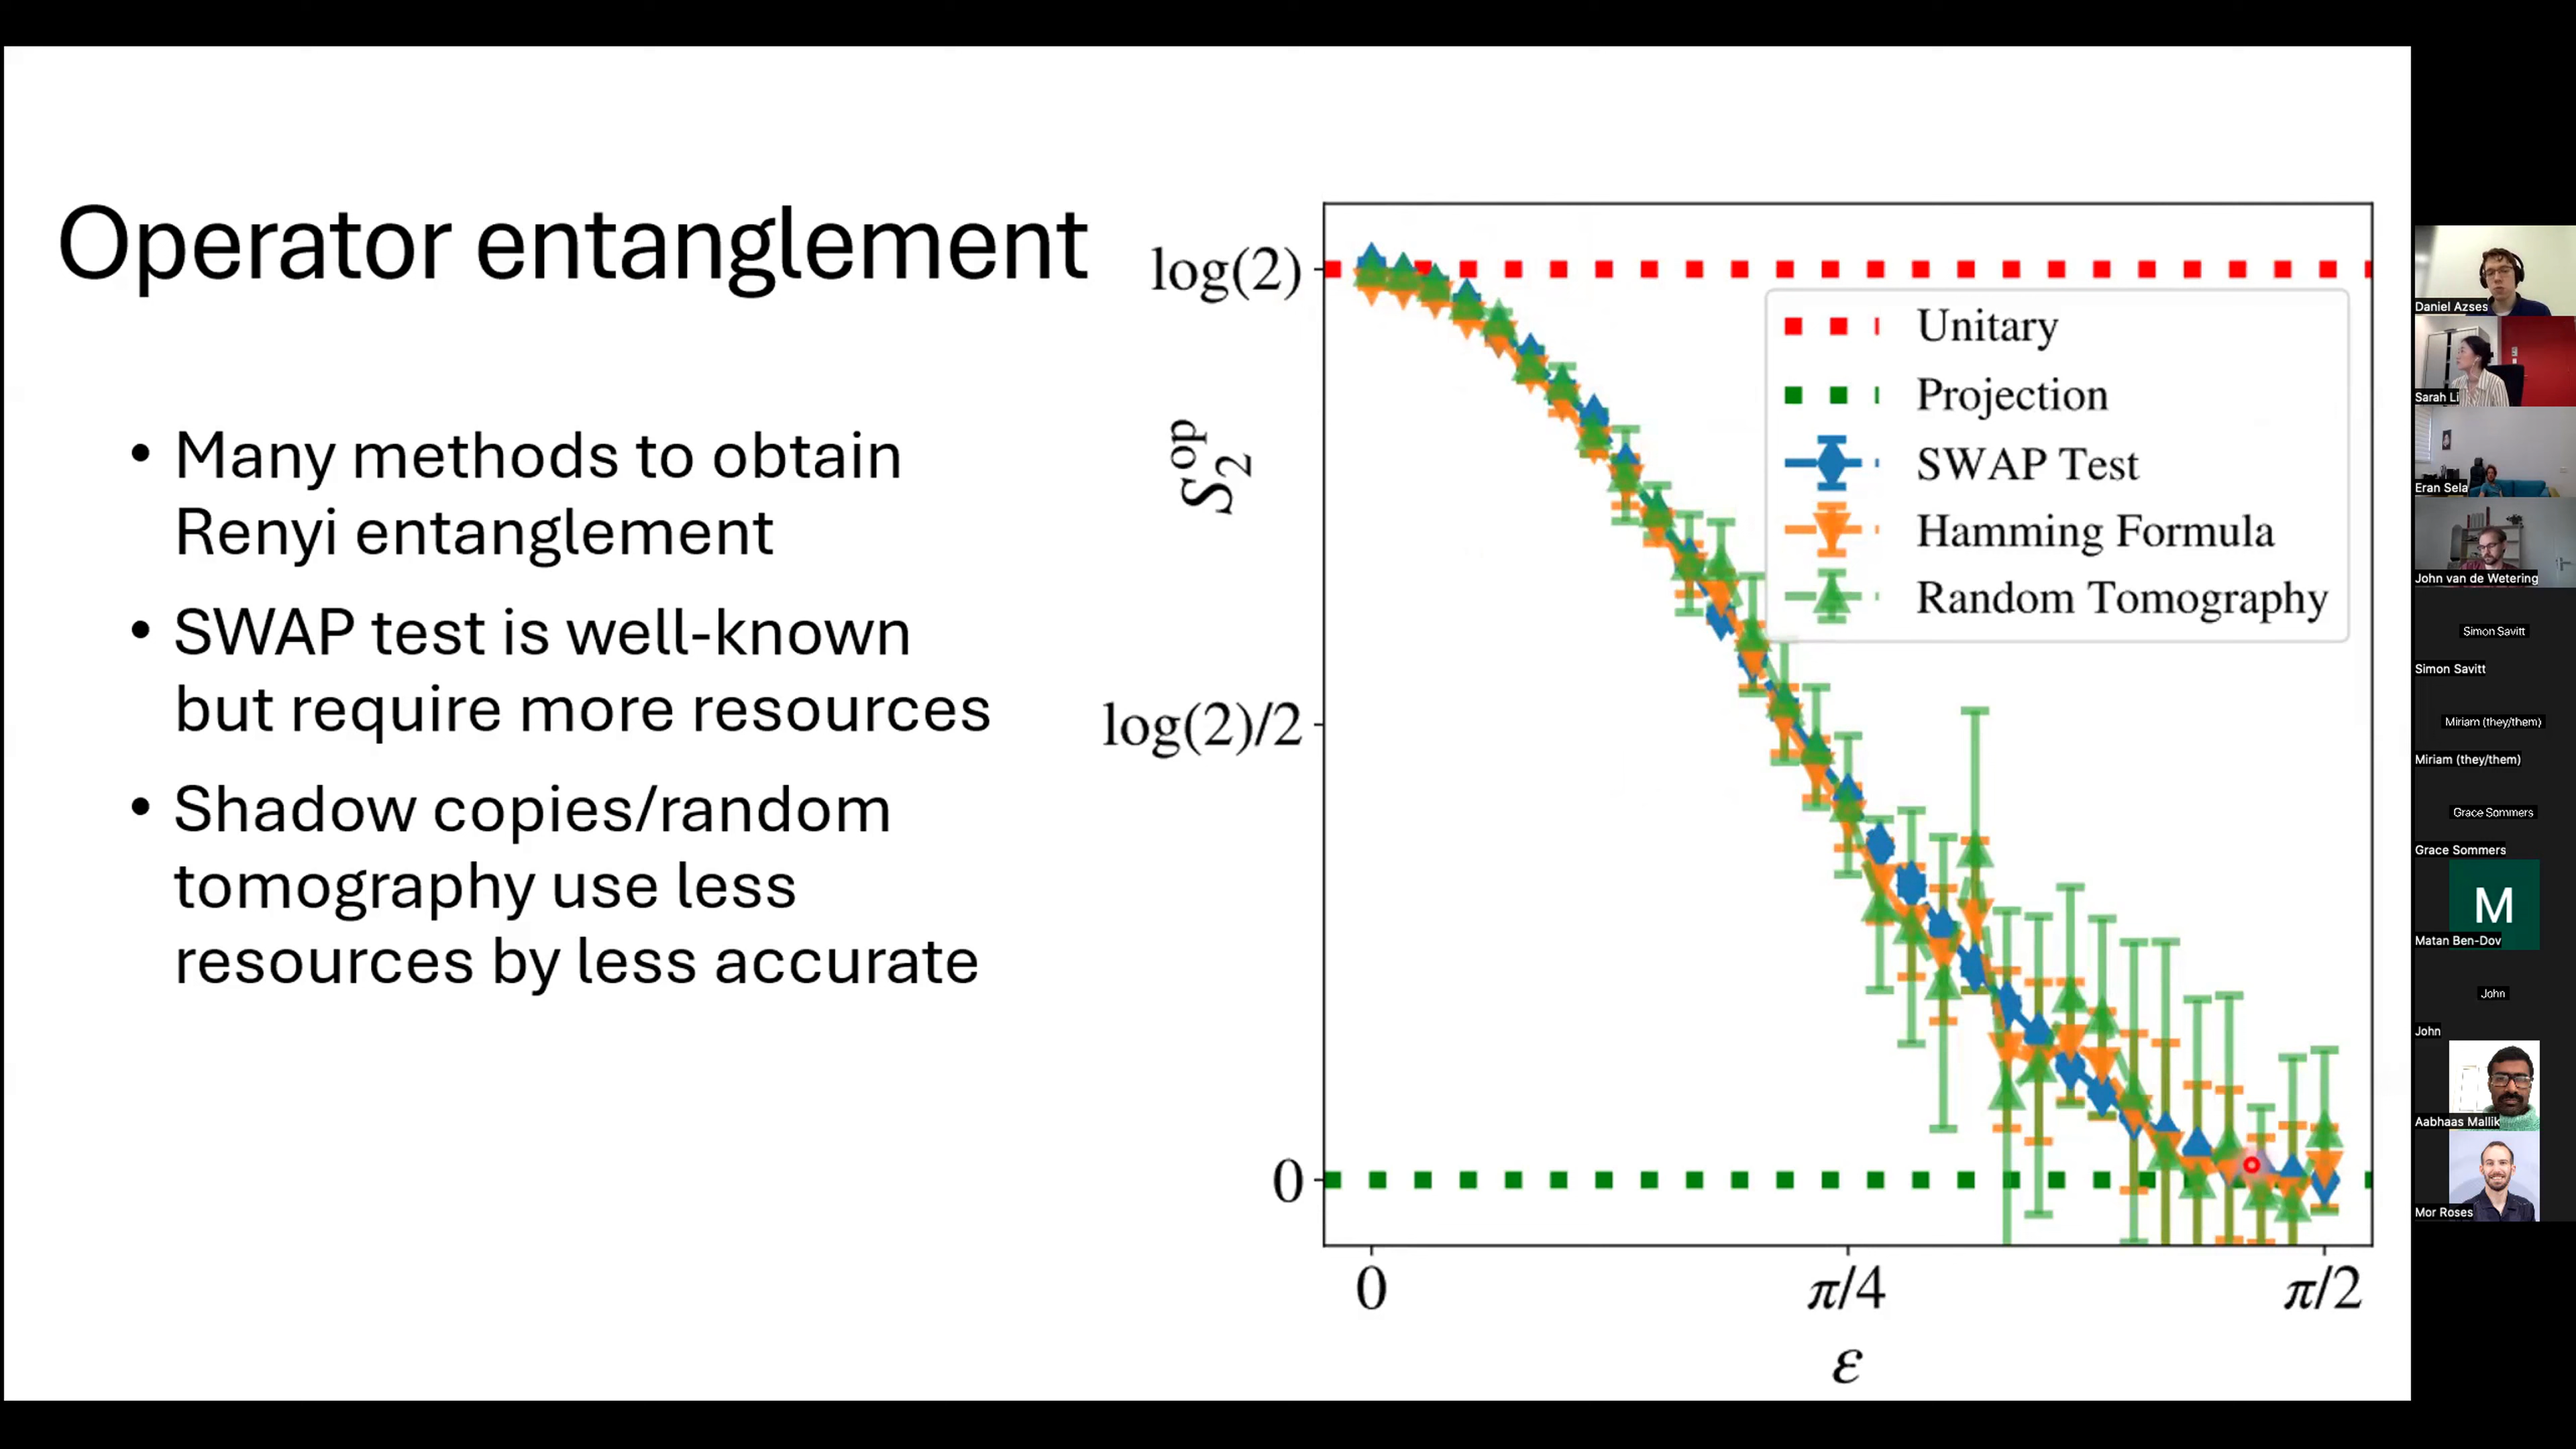 Operator entanglement
• Many methods to obtain
Renyi entanglement
• SWAP test is well-known
but require more resources
• Shadow copies/random
tomography use less
resources by less accurate
log(2)
log(2)/2
0
S₂ᵒᵖ
Unitary
Projection
SWAP Test
Hamming Formula
Random Tomography
0
π/4
π/2
ε
Daniel Azses
Sarah Li
Eran Sela
John van de Wetering
Simon Savitt
Simon Savitt
Miriam (they/them)
Miriam (they/them)
Grace Sommers
Grace Sommers
M
Matan Ben-Dov
John
John
Aabhaas Mallik
Mor Roses